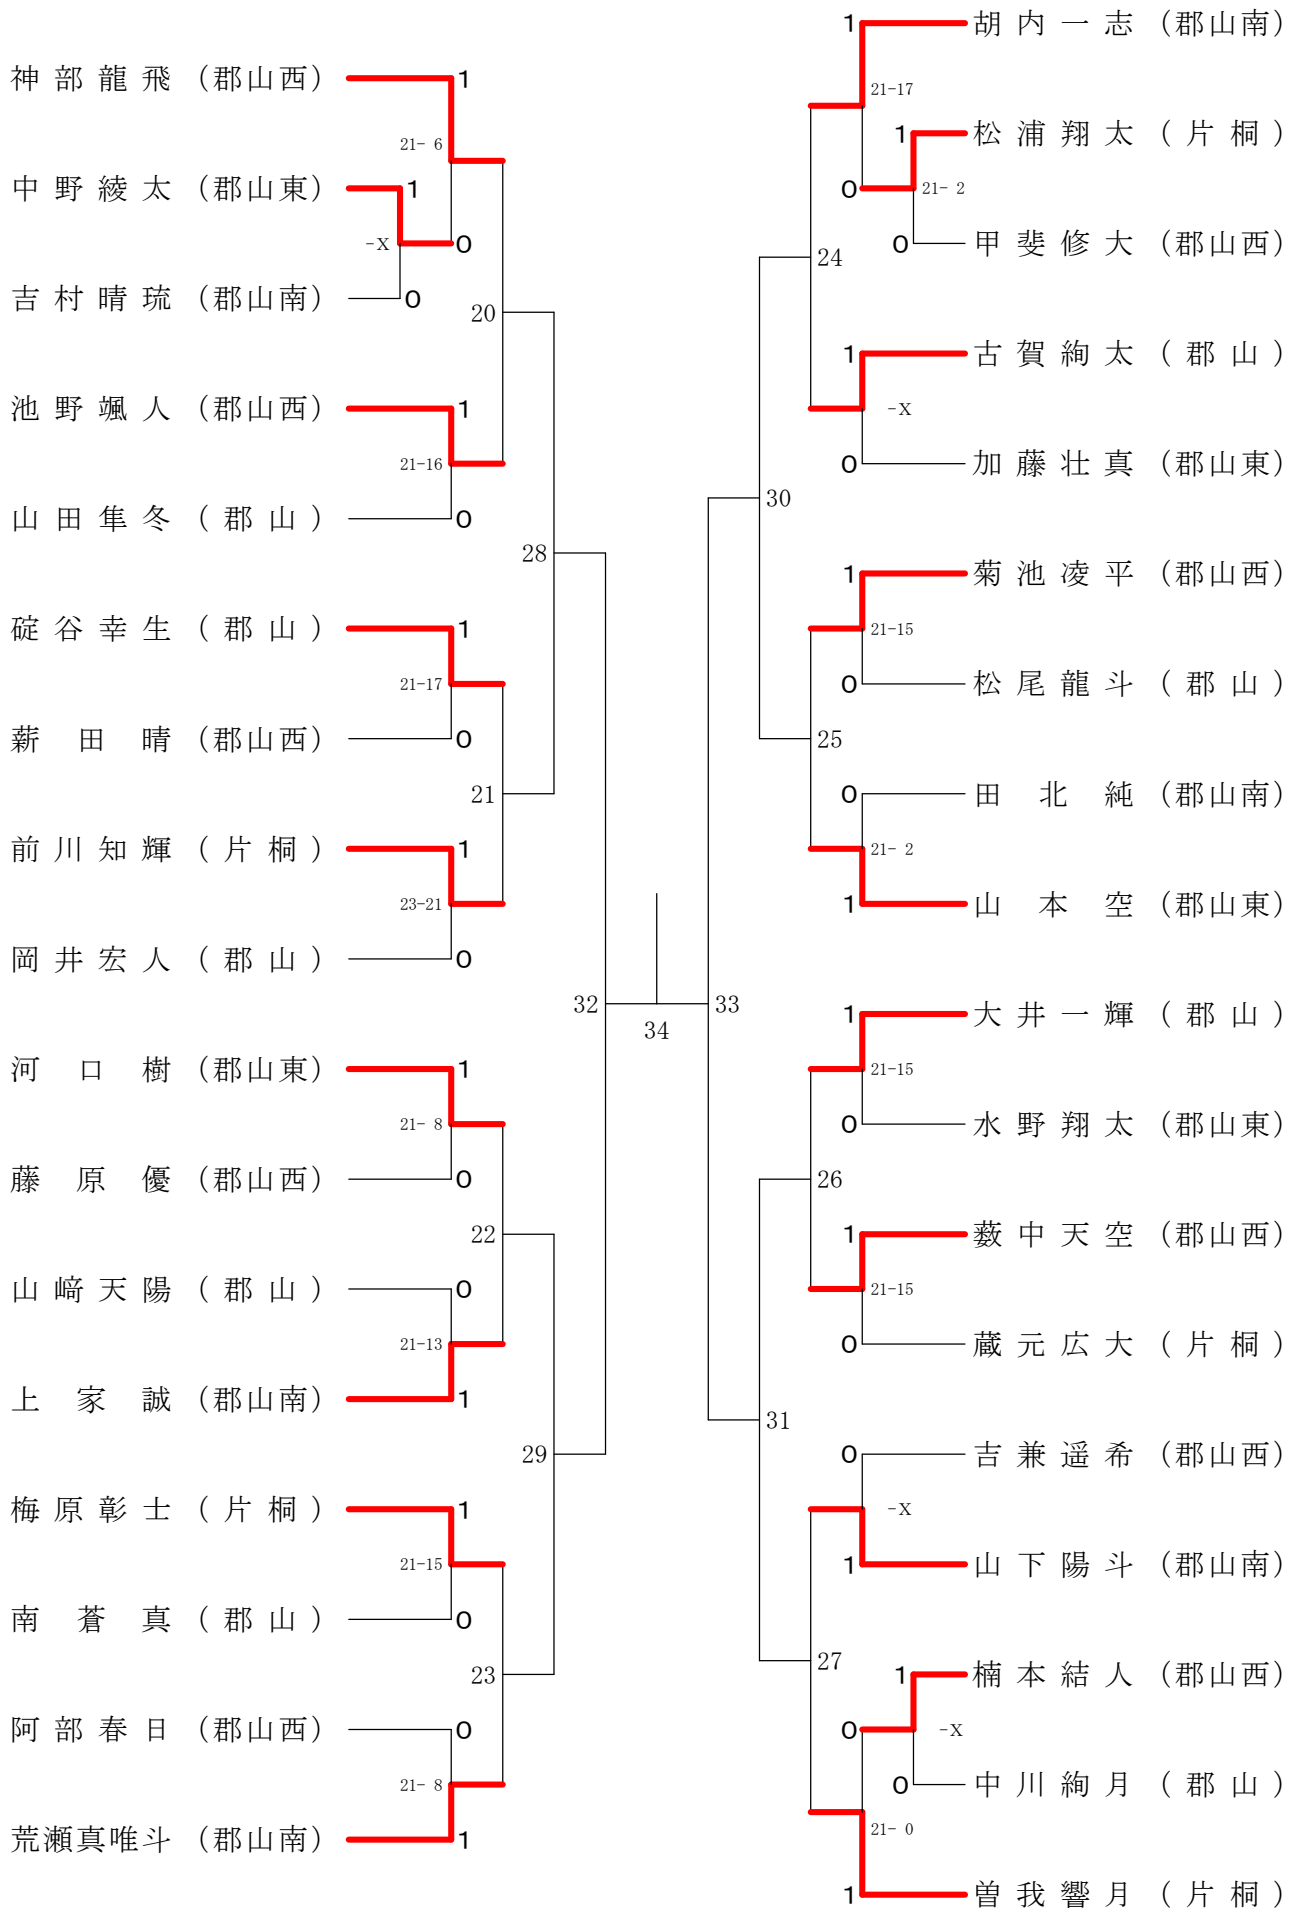 神部龍飛 (郡山西) 1
21- 6
中野綾太 (郡山東) 1
-X
0
吉村晴琉 (郡山南) 0
20
池野颯人 (郡山西) 1
21-16
山田隼冬 (郡山) 0
28
碇谷幸生 (郡山) 1
21-17
薪田晴 (郡山西) 0
21
前川知輝 (片桐) 1
23-21
岡井宏人 (郡山) 0
32
河口樹 (郡山東) 1
21- 8
藤原優 (郡山西) 0
22
山﨑天陽 (郡山) 0
21-13
上家誠 (郡山南) 1
29
梅原彰士 (片桐) 1
21-15
南蒼真 (郡山) 0
23
阿部春日 (郡山西) 0
21- 8
荒瀬真唯斗 (郡山南) 1
34
1 胡内一志 (郡山南)
21-17
1 松浦翔太 (片桐)
0
21- 2
0 甲斐修大 (郡山西)
24
1 古賀絢太 (郡山)
-X
0 加藤壮真 (郡山東)
30
1 菊池凌平 (郡山西)
21-15
0 松尾龍斗 (郡山)
25
0 田北純 (郡山南)
21- 2
1 山本空 (郡山東)
33
1 大井一輝 (郡山)
21-15
0 水野翔太 (郡山東)
26
1 薮中天空 (郡山西)
21-15
0 蔵元広大 (片桐)
31
0 吉兼遥希 (郡山西)
-X
1 山下陽斗 (郡山南)
27
1 楠本結人 (郡山西)
0
-X
0 中川絢月 (郡山)
21- 0
1 曽我響月 (片桐)